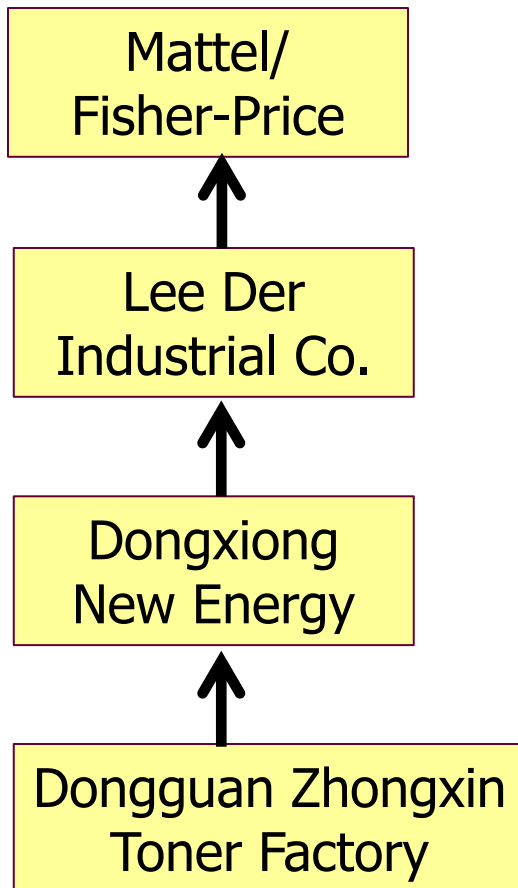 Mattel/
Fisher-Price
Lee Der
Industrial Co.
Dongxiong
New Energy
Dongguan Zhongxin
Toner Factory